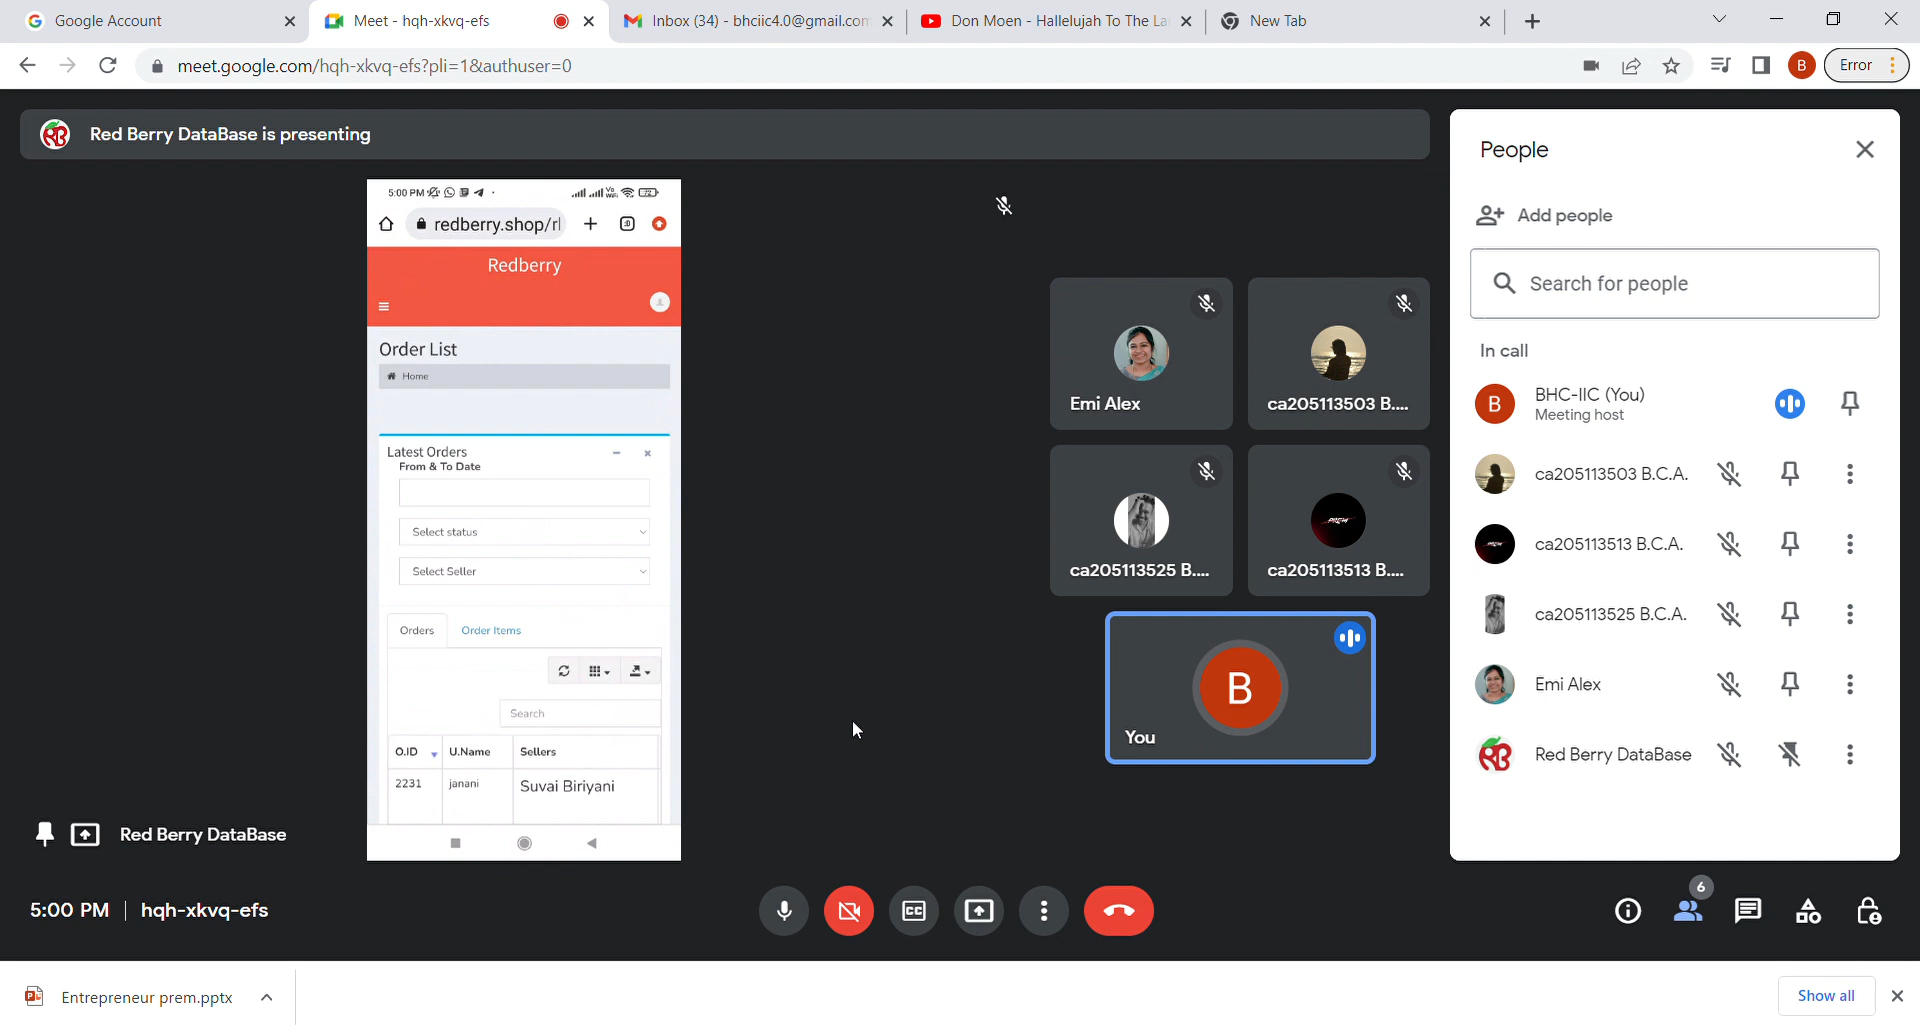 Google Account
Meet - hqh-xkvq-efs
Inbox (34) - bhciic4.0@gmail.com
Don Moen - Hallelujah To The La
New Tab
meet.google.com/hqh-xkvq-efs?pli=1&authuser=0
B
Error
Red Berry DataBase is presenting
People
5:00 PM
redberry.shop/rl
Add people
Redberry
Search for people
Order List
Home
In call
Latest Orders
From & To Date
Select status
Select Seller
Orders
Order Items
Search
O.ID U.Name Sellers
2231 janani Suvai Biriyani
Emi Alex
ca205113503 B....
ca205113525 B....
ca205113513 B....
B
You
B
BHC-IIC (You)
Meeting host
ca205113503 B.C.A.
ca205113513 B.C.A.
ca205113525 B.C.A.
Emi Alex
Red Berry DataBase
Red Berry DataBase
5:00 PM | hqh-xkvq-efs
CC
6
Entrepreneur prem.pptx
Show all